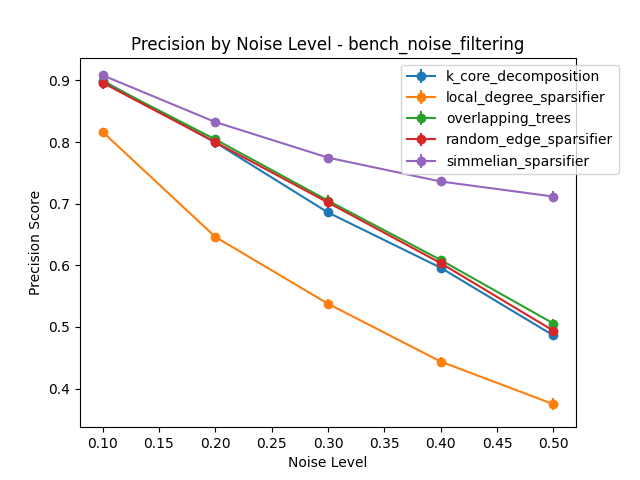 Precision by Noise Level - bench_noise_filtering
k_core_decomposition
local_degree_sparsifier
overlapping_trees
random_edge_sparsifier
simmelian_sparsifier
Precision Score
0.9
0.8
0.7
0.6
0.5
0.4
0.10 0.15 0.20 0.25 0.30 0.35 0.40 0.45 0.50
Noise Level